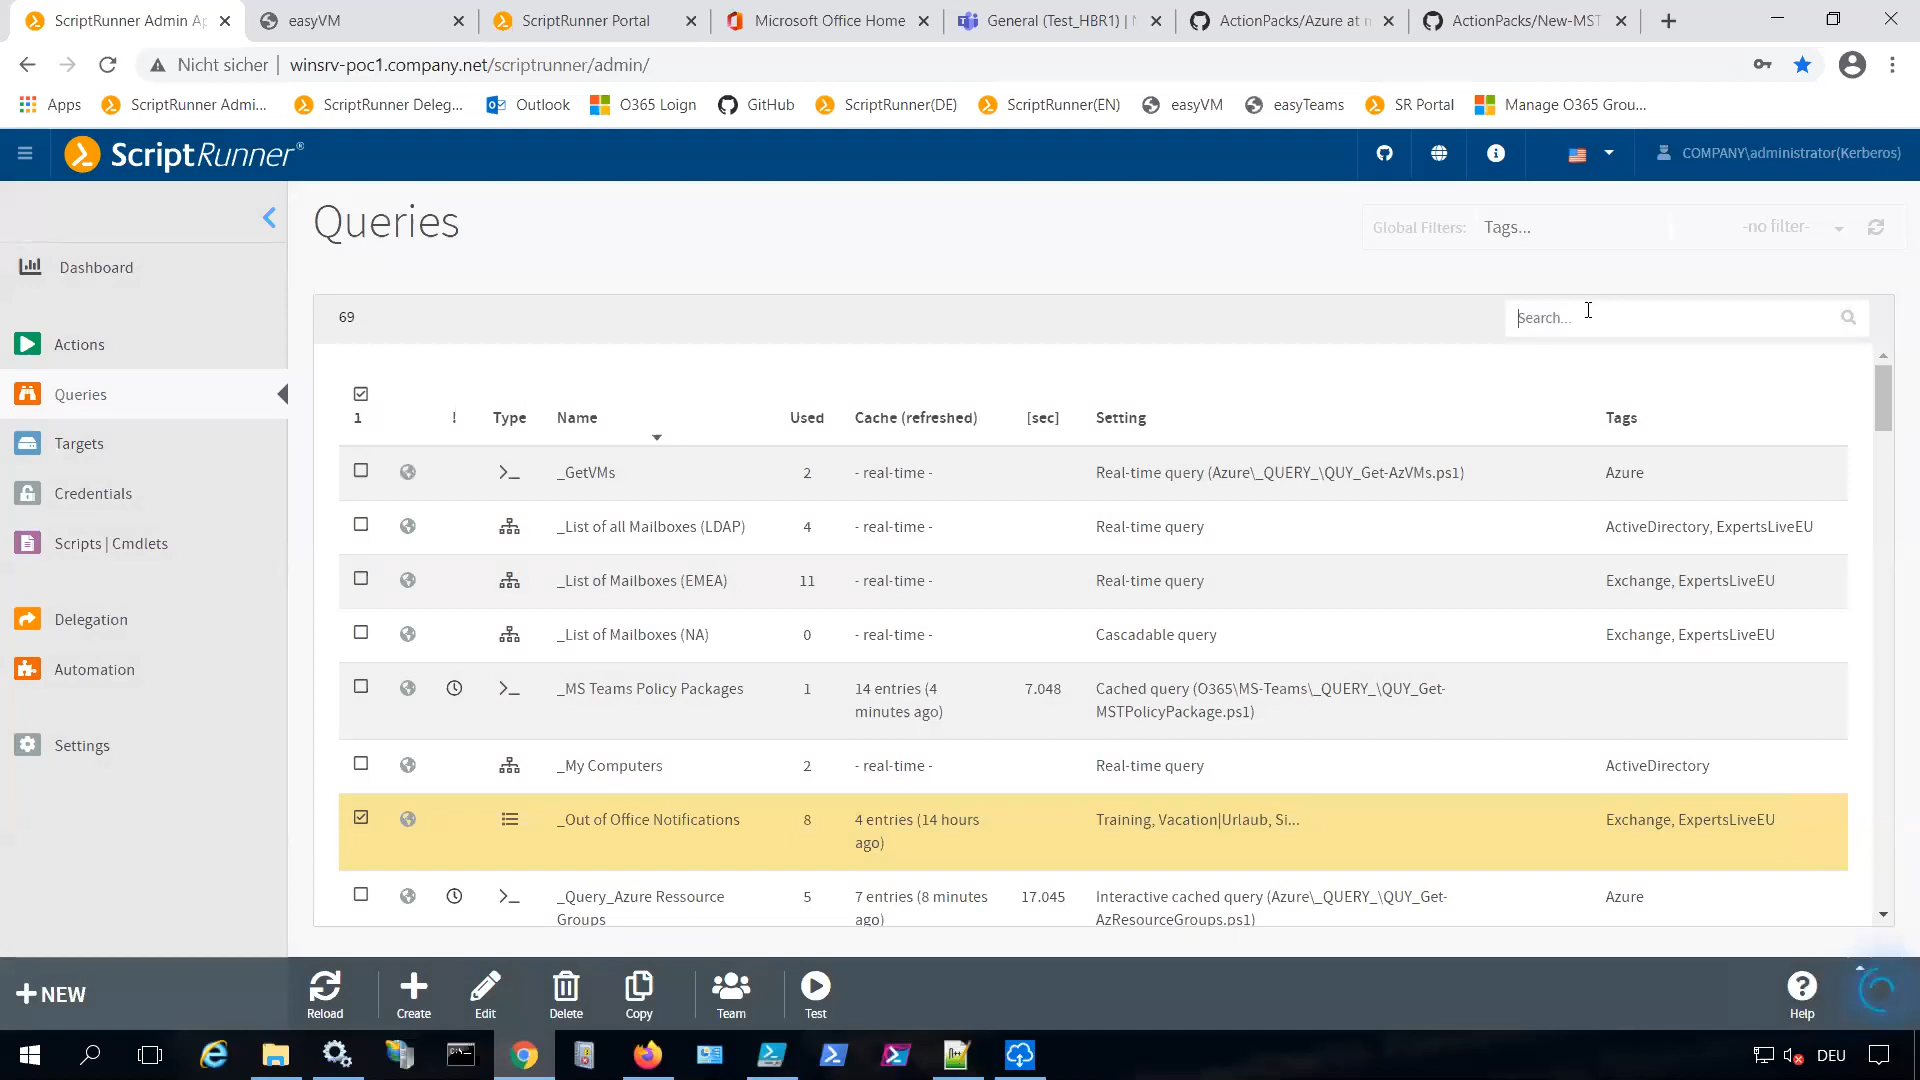 ScriptRunner Admin Ap
easyVM
ScriptRunner Portal
Microsoft Office Home
General (Test_HBR1) |
ActionPacks/Azure at
ActionPacks/New-MST
Nicht sicher
winsrv-poc1.company.net/scriptrunner/admin/
Apps
ScriptRunner Admi...
ScriptRunner Deleg...
Outlook
O365 Loign
GitHub
ScriptRunner(DE)
ScriptRunner(EN)
easyVM
easyTeams
SR Portal
Manage O365 Grou...
ScriptRunner®
COMPANY\administrator(Kerberos)
Queries
Global Filters:
Tags...
-no filter-
Dashboard
Actions
Queries
Targets
Credentials
Scripts | Cmdlets
Delegation
Automation
Settings
69
Search...
1 ! Type Name Used Cache (refreshed) [sec] Setting Tags
_GetVMs 2 - real-time - Real-time query (Azure\_QUERY_\QUY_Get-AzVMs.ps1) Azure
_List of all Mailboxes (LDAP) 4 - real-time - Real-time query ActiveDirectory, ExpertsLiveEU
_List of Mailboxes (EMEA) 11 - real-time - Real-time query Exchange, ExpertsLiveEU
_List of Mailboxes (NA) 0 - real-time - Cascadable query Exchange, ExpertsLiveEU
_MS Teams Policy Packages 1 14 entries (4 7.048 Cached query (O365\MS-Teams\_QUERY_\QUY_Get-
minutes ago) MSTPolicyPackage.ps1)
_My Computers 2 - real-time - Real-time query ActiveDirectory
_Out of Office Notifications 8 4 entries (14 hours Training, Vacation|Urlaub, Si... Exchange, ExpertsLiveEU
ago)
_Query_Azure Ressource 5 7 entries (8 minutes 17.045 Interactive cached query (Azure\_QUERY_\QUY_Get- Azure
Groups ago) AzResourceGroups.ps1)
NEW
Reload
Create
Edit
Delete
Copy
Team
Test
Help
DEU